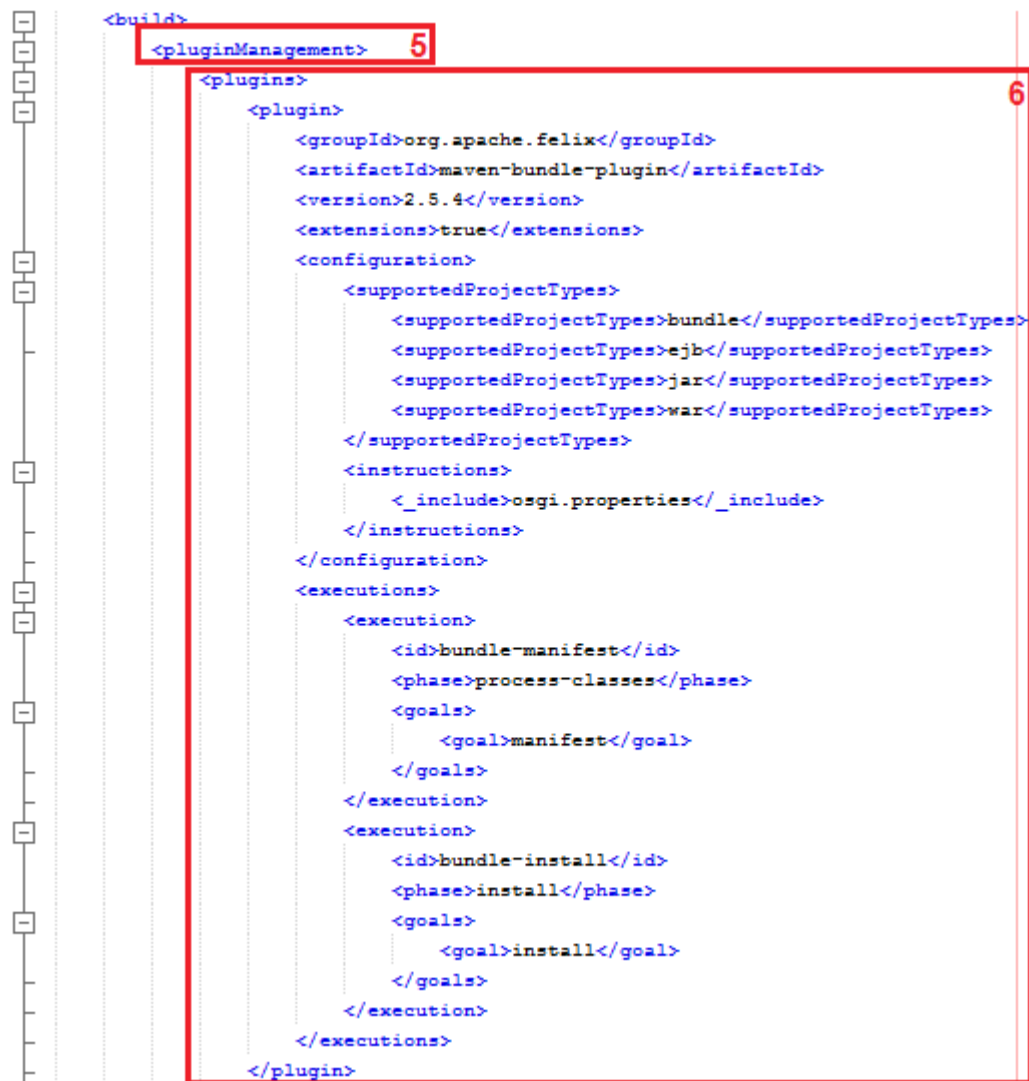 <build>
<pluginManagement> 5
<plugins>
6
<plugin>
<groupId>org.apache.felix</groupId>
<artifactId>maven-bundle-plugin</artifactId>
<version>2.5.4</version>
<extensions>true</extensions>
<configuration>
<supportedProjectTypes>
<supportedProjectTypes>bundle</supportedProjectTypes>
<supportedProjectTypes>ejb</supportedProjectTypes>
<supportedProjectTypes>jar</supportedProjectTypes>
<supportedProjectTypes>war</supportedProjectTypes>
</supportedProjectTypes>
<instructions>
<_include>osgi.properties</_include>
</instructions>
</configuration>
<executions>
<execution>
<id>bundle-manifest</id>
<phase>process-classes</phase>
<goals>
<goal>manifest</goal>
</goals>
</execution>
<execution>
<id>bundle-install</id>
<phase>install</phase>
<goals>
<goal>install</goal>
</goals>
</execution>
</executions>
</plugin>